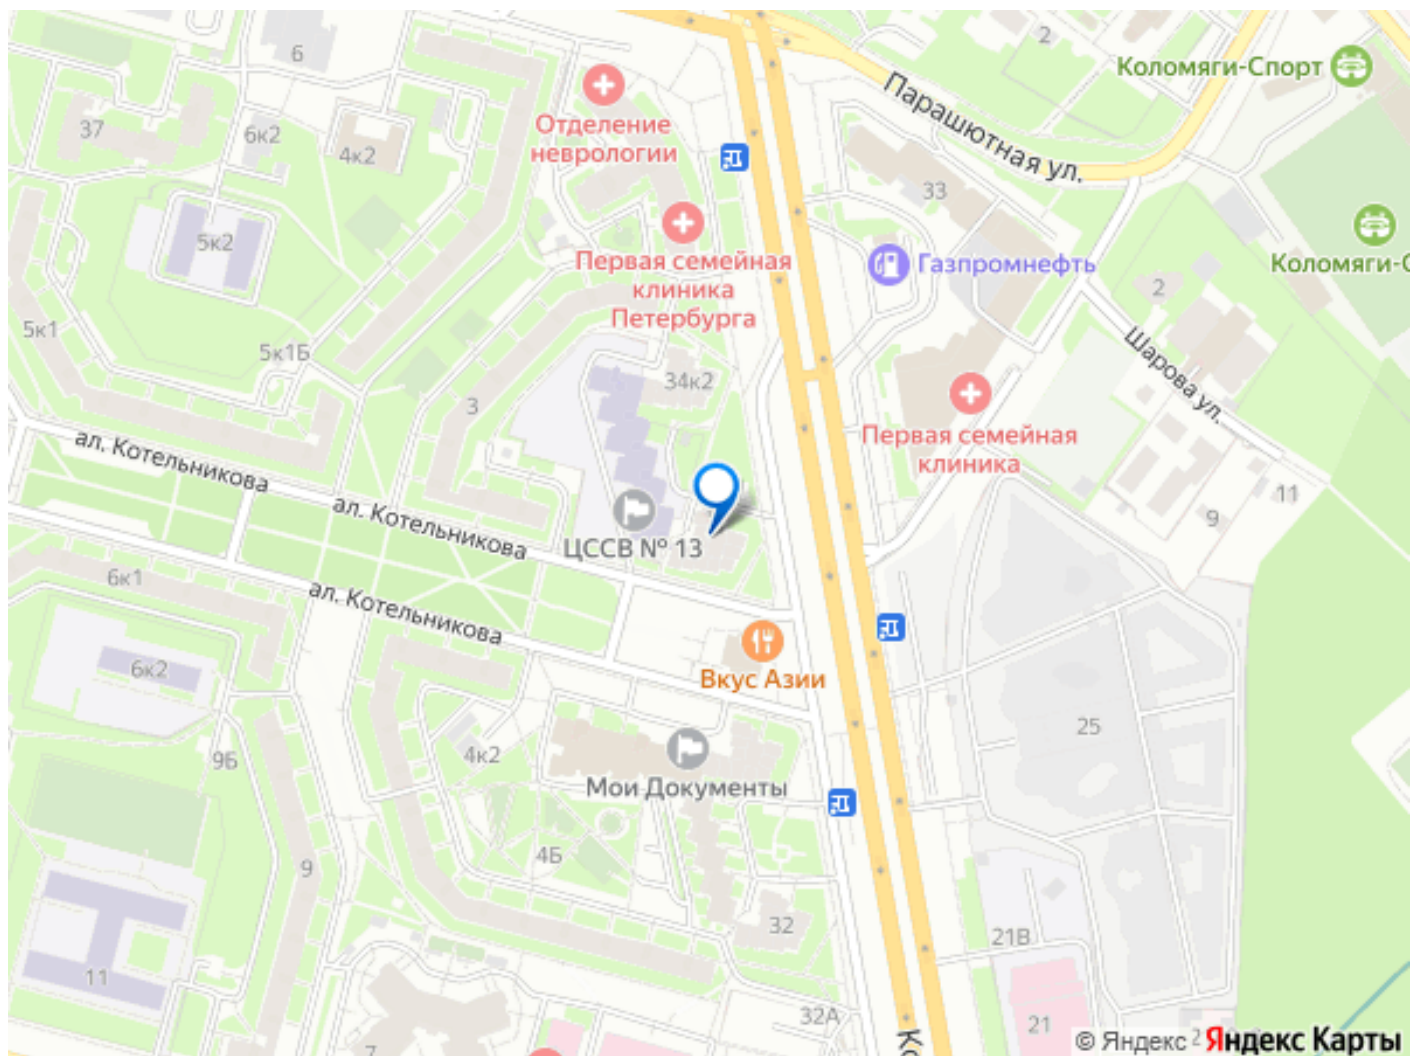 2
Коломяги-Спорт
6
Парашютная ул.
Отделение
неврологии
37
6к2
4к2
33
5к2
Первая семейная
клиника
Петербурга
Газпромнефть
Коломяги-С
2
5к1
5к1Б
Шарова ул.
34к2
3
Первая семейная
клиника
ал. Котельникова
ал. Котельникова
11
9
ЦССВ № 13
6к1
ал. Котельникова
6к2
Вкус Азии
25
9Б
4к2
Мои Документы
4Б
9
32
21В
11
32А
21
7
Ко
© Яндекс
2
Яндекс Карты